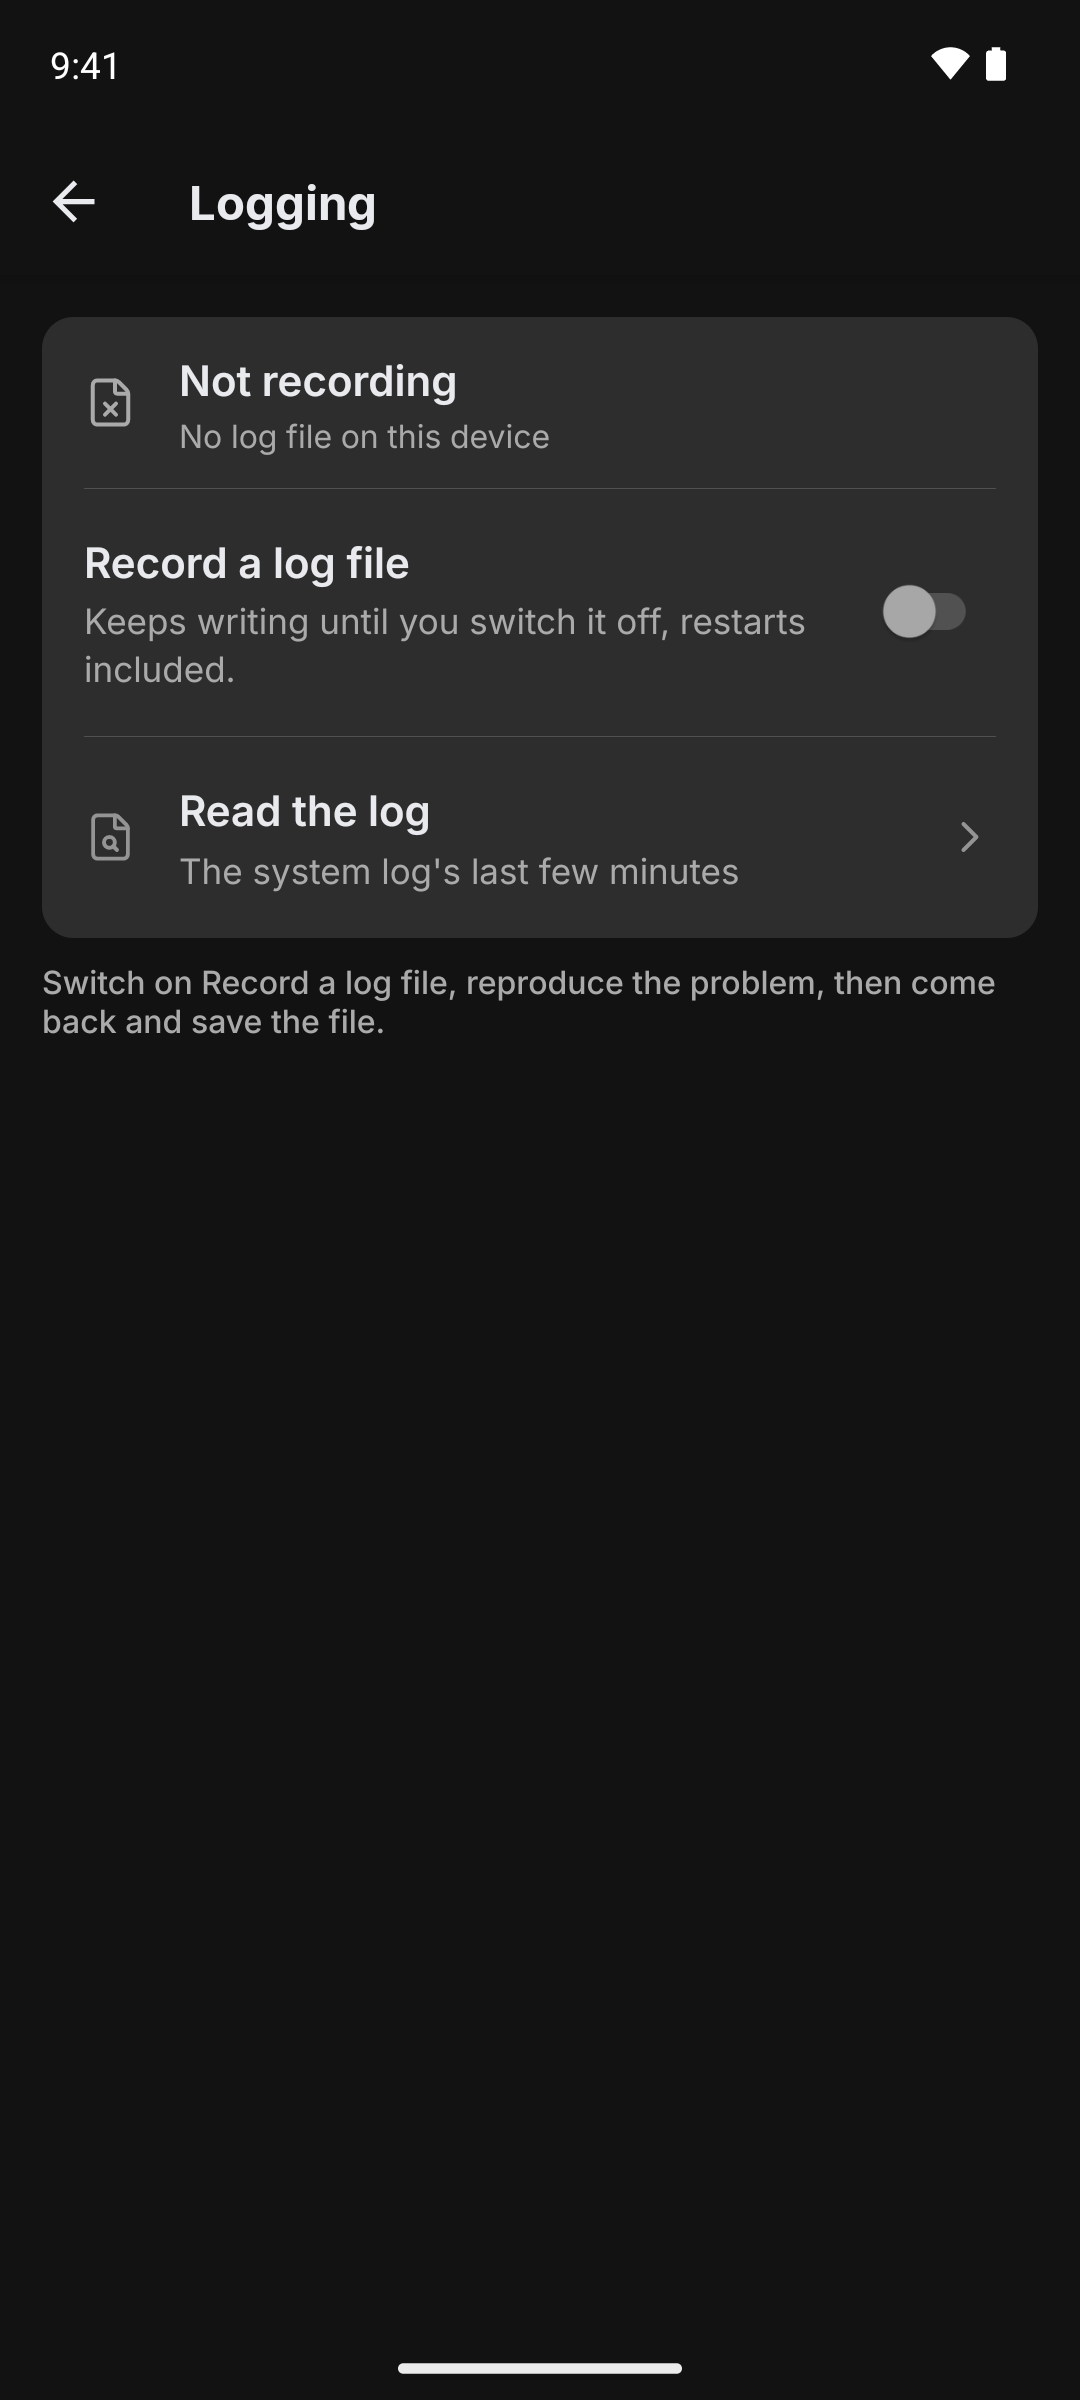 9:41
Logging
Not recording
No log file on this device
Record a log file
Keeps writing until you switch it off, restarts
included.
Read the log
The system log's last few minutes
Switch on Record a log file, reproduce the problem, then come
back and save the file.